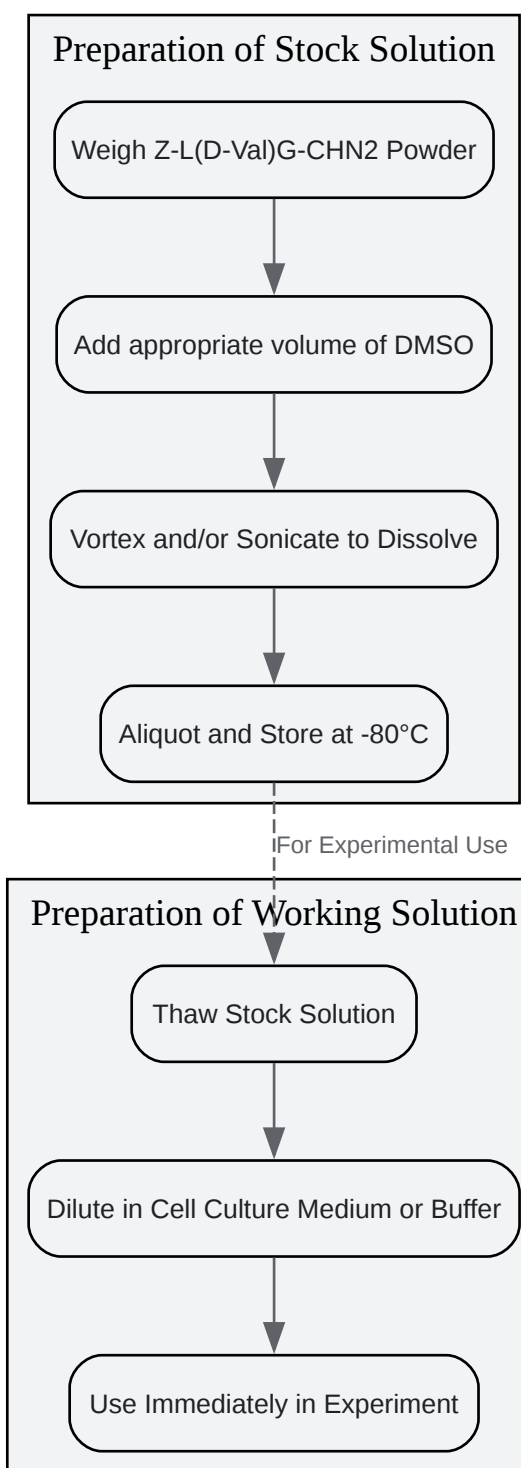 Preparation of Stock Solution
Weigh Z-L(D-Val)G-CHN2 Powder
Add appropriate volume of DMSO
Vortex and/or Sonicate to Dissolve
Aliquot and Store at -80°C
For Experimental Use
Preparation of Working Solution
Thaw Stock Solution
Dilute in Cell Culture Medium or Buffer
Use Immediately in Experiment